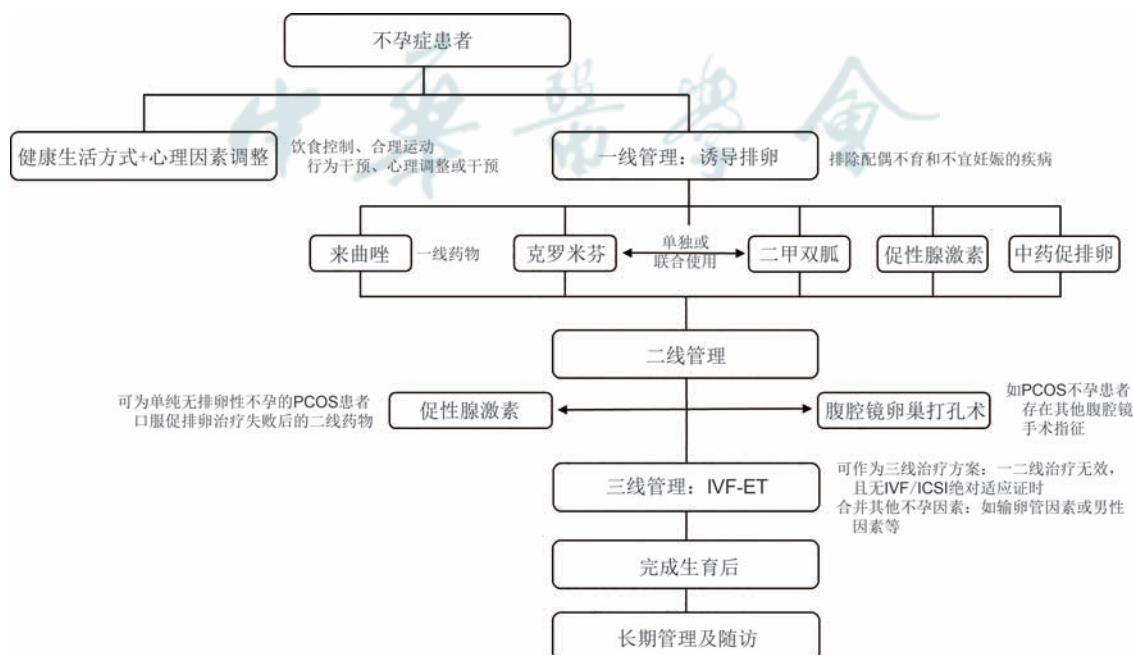 不孕症患者
中华醫學會
健康生活方式+心理因素调整
饮食控制、合理运动
行为干预、心理调整或干预
一线管理：诱导排卵
排除配偶不育和不宜妊娠的疾病
来曲唑
一线药物
克罗米芬
单独或
联合使用
二甲双胍
促性腺激素
中药促排卵
二线管理
可为单纯无排卵性不孕的PCOS患者
口服促排卵治疗失败后的二线药物
促性腺激素
腹腔镜卵巢打孔术
如PCOS不孕患者
存在其他腹腔镜
手术指征
三线管理：IVF-ET
可作为三线治疗方案：一二线治疗无效，
且无IVF/ICSI绝对适应证时
合并其他不孕因素：如输卵管因素或男性
因素等
完成生育后
长期管理及随访